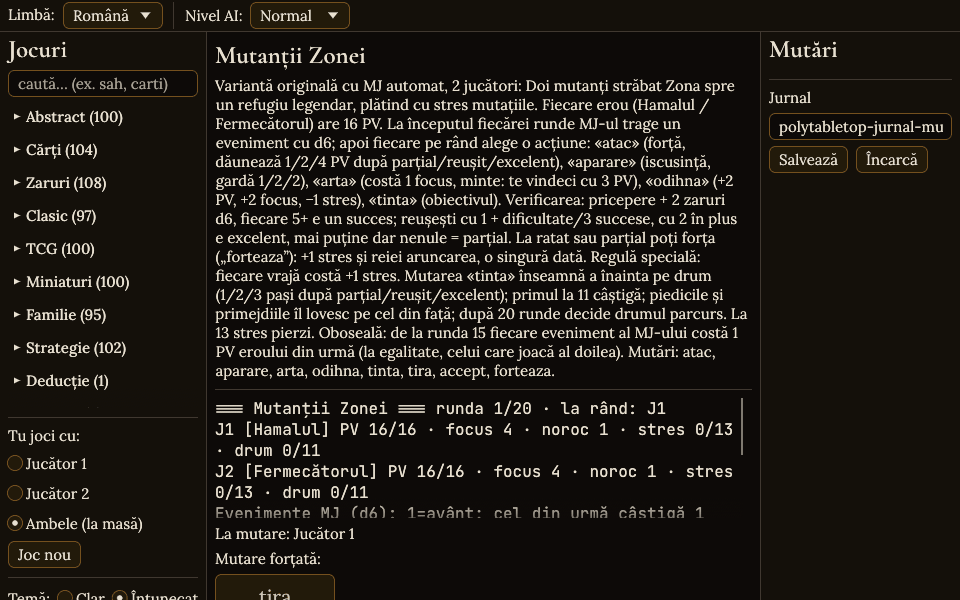 Limbă: Română ▼ Nivel AI: Normal ▼
Jocuri
caută... (ex. sah, carti)
▸ Abstract (100)
▸ Cărți (104)
▸ Zaruri (108)
▸ Clasic (97)
▸ TCG (100)
▸ Miniaturi (100)
▸ Familie (95)
▸ Strategie (102)
▸ Deducție (1)
Tu joci cu:
Jucător 1
Jucător 2
Ambele (la masă)
Joc nou
Temă: Clar Întunecat
Mutanții Zonei
Variantă originală cu MJ automat, 2 jucători: Doi mutanți străbat Zona spre
un refugiu legendar, plătind cu stres mutațiile. Fiecare erou (Hamalul /
Fermecătorul) are 16 PV. La începutul fiecărei runde MJ-ul trage un
eveniment cu d6; apoi fiecare pe rând alege o acțiune: «atac» (forță,
dăunează 1/2/4 PV după parțial/reușit/excelent), «aparare» (iscusință,
gardă 1/2/2), «arta» (costă 1 focus, minte: te vindeci cu 3 PV), «odihna» (+2
PV, +2 focus, −1 stres), «tinta» (obiectivul). Verificarea: pricepere + 2 zaruri
d6, fiecare 5+ e un succes; reușești cu 1 + dificultate/3 succese, cu 2 în plus
e excelent, mai puține dar nenule = parțial. La ratat sau parțial poți forța
(„forteaza”): +1 stres și reiei aruncarea, o singură dată. Regulă specială:
fiecare vrajă costă +1 stres. Mutarea «tinta» înseamnă a înainta pe drum
(1/2/3 pași după parțial/reușit/excelent); primul la 11 câștigă; piedicile și
primejdiile îl lovesc pe cel din față; după 20 runde decide drumul parcurs. La
13 stres pierzi. Oboseală: de la runda 15 fiecare eveniment al MJ-ului costă 1
PV eroului din urmă (la egalitate, celui care joacă al doilea). Mutări: atac,
aparare, arta, odihna, tinta, tira, accept, forteaza.
═══ Mutanții Zonei ═══ runda 1/20 · la rând: J1
J1 [Hamalul] PV 16/16 · focus 4 · noroc 1 · stres 0/13
· drum 0/11
J2 [Fermecătorul] PV 16/16 · focus 4 · noroc 1 · stres
0/13 · drum 0/11
Evenimente MJ (d6): 1=avânt: cel din urmă câștigă 1
La mutare: Jucător 1
Mutare forțată:
tira
Mutări
Jurnal
polytabletop-jurnal-mu
Salvează Încarcă